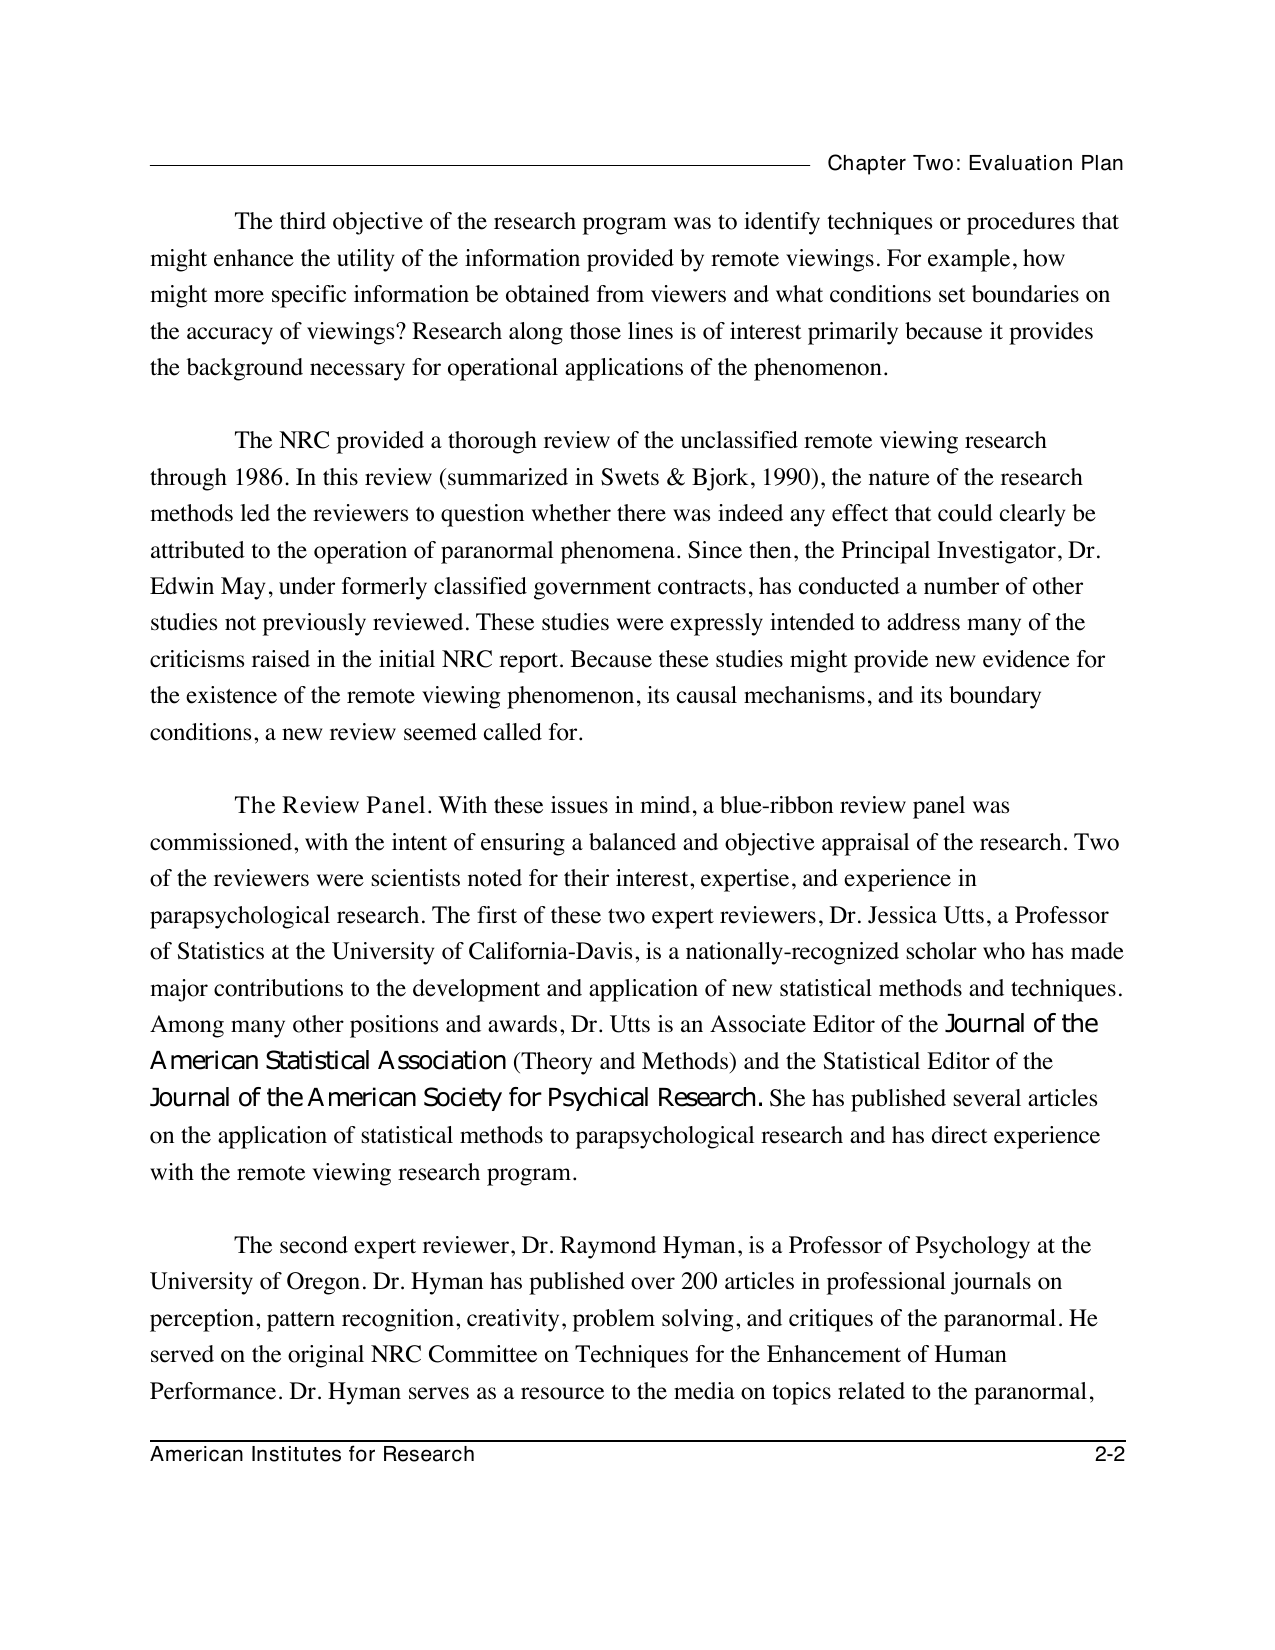 Chapter Two: Evaluation Plan
The third objective of the research program was to identify techniques or procedures that
might enhance the utility of the information provided by remote viewings. For example, how
might more specific information be obtained from viewers and what conditions set boundaries on
the accuracy of viewings? Research along those lines is of interest primarily because it provides
the background necessary for operational applications of the phenomenon.
The NRC provided a thorough review of the unclassified remote viewing research
through 1986. In this review (summarized in Swets & Bjork, 1990), the nature of the research
methods led the reviewers to question whether there was indeed any effect that could clearly be
attributed to the operation of paranormal phenomena. Since then, the Principal Investigator, Dr.
Edwin May, under formerly classified government contracts, has conducted a number of other
studies not previously reviewed. These studies were expressly intended to address many of the
criticisms raised in the initial NRC report. Because these studies might provide new evidence for
the existence of the remote viewing phenomenon, its causal mechanisms, and its boundary
conditions, a new review seemed called for.
The Review Panel. With these issues in mind, a blue-ribbon review panel was
commissioned, with the intent of ensuring a balanced and objective appraisal of the research. Two
of the reviewers were scientists noted for their interest, expertise, and experience in
parapsychological research. The first of these two expert reviewers, Dr. Jessica Utts, a Professor
of Statistics at the University of California-Davis, is a nationally-recognized scholar who has made
major contributions to the development and application of new statistical methods and techniques.
Among many other positions and awards, Dr. Utts is an Associate Editor of the Journal of the
American Statistical Association (Theory and Methods) and the Statistical Editor of the
Journal of the American Society for Psychical Research. She has published several articles
on the application of statistical methods to parapsychological research and has direct experience
with the remote viewing research program.
The second expert reviewer, Dr. Raymond Hyman, is a Professor of Psychology at the
University of Oregon. Dr. Hyman has published over 200 articles in professional journals on
perception, pattern recognition, creativity, problem solving, and critiques of the paranormal. He
served on the original NRC Committee on Techniques for the Enhancement of Human
Performance. Dr. Hyman serves as a resource to the media on topics related to the paranormal,
American Institutes for Research 2-2